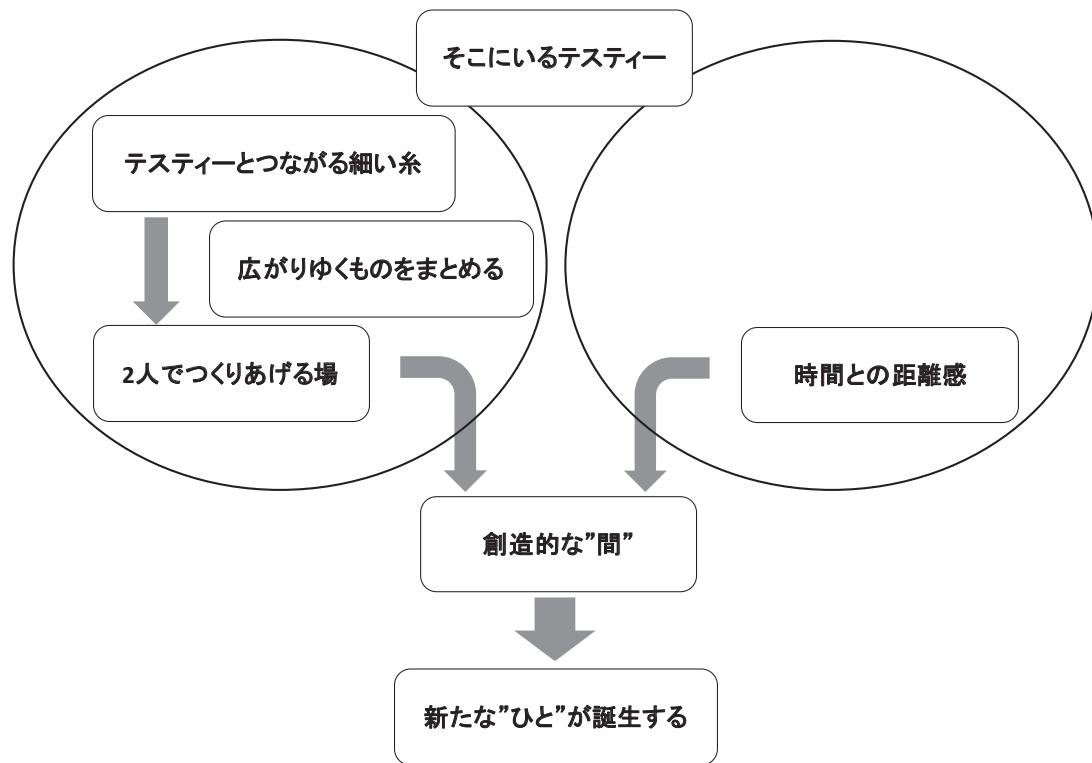 そこにいるテスティー
テスティーとつながる細い糸
広がりゆくものをまとめる
2人でつくりあげる場
時間との距離感
創造的な”間”
新たな”ひと”が誕生する